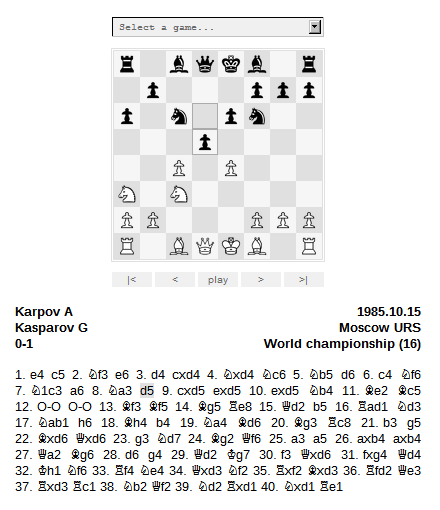 Select a game...
|< < play > >|
Karpov A 1985.10.15
Kasparov G Moscow URS
0-1 World championship (16)
1. e4 c5 2. ♘f3 e6 3. d4 cxd4 4. ♘xd4 ♘c6 5. ♘b5 d6 6. c4 ♘f6
7. ♘1c3 a6 8. ♘a3 d5 9. cxd5 exd5 10. exd5 ♘b4 11. ♗e2 ♗c5
12. O-O O-O 13. ♗f3 ♗f5 14. ♗g5 ♖e8 15. ♕d2 b5 16. ♖ad1 ♘d3
17. ♘ab1 h6 18. ♗h4 b4 19. ♘a4 ♗d6 20. ♗g3 ♖c8 21. b3 g5
22. ♗xd6 ♕xd6 23. g3 ♘d7 24. ♗g2 ♕f6 25. a3 a5 26. axb4 axb4
27. ♕a2 ♗g6 28. d6 g4 29. ♕d2 ♔g7 30. f3 ♕xd6 31. fxg4 ♕d4
32. ♔h1 ♘f6 33. ♖f4 ♘e4 34. ♕xd3 ♘f2 35. ♖xf2 ♗xd3 36. ♖fd2 ♕e3
37. ♖xd3 ♖c1 38. ♘b2 ♕f2 39. ♘d2 ♖xd1 40. ♘xd1 ♖e1